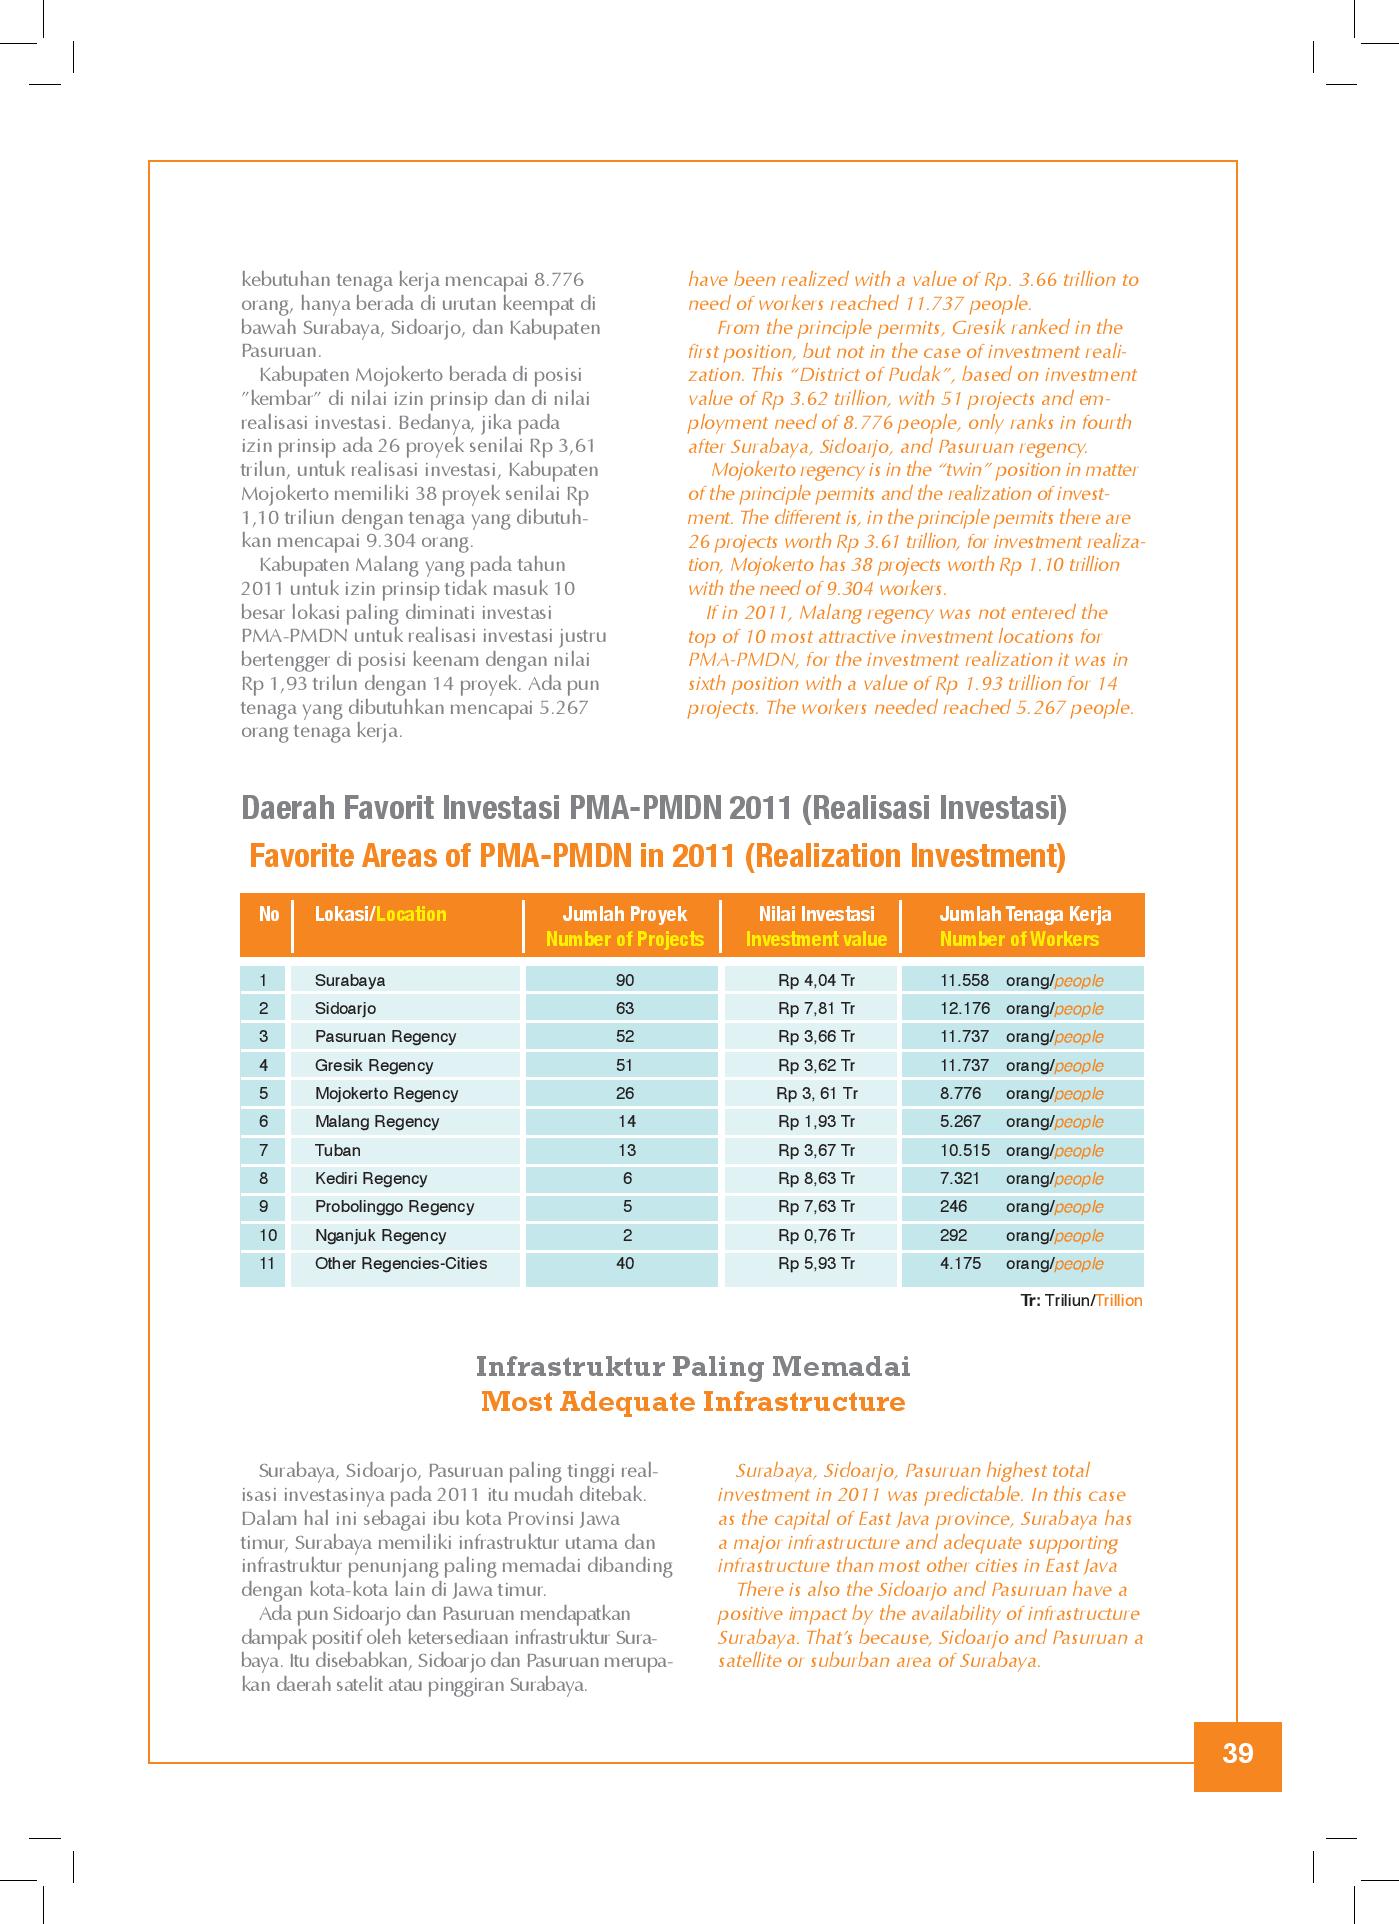 kebutuhan tenaga kerja mencapai 8.776
orang, hanya berada di urutan keempat di
bawah Surabaya, Sidoarjo, dan Kabupaten
Pasuruan.
Kabupaten Mojokerto berada di posisi
”kembar” di nilai izin prinsip dan di nilai
realisasi investasi. Bedanya, jika pada
izin prinsip ada 26 proyek senilai Rp 3,61
trilun, untuk realisasi investasi, Kabupaten
Mojokerto memiliki 38 proyek senilai Rp
1,10 triliun dengan tenaga yang dibutuh-
kan mencapai 9.304 orang.
Kabupaten Malang yang pada tahun
2011 untuk izin prinsip tidak masuk 10
besar lokasi paling diminati investasi
PMA-PMDN untuk realisasi investasi justru
bertengger di posisi keenam dengan nilai
Rp 1,93 trilun dengan 14 proyek. Ada pun
tenaga yang dibutuhkan mencapai 5.267
orang tenaga kerja.
have been realized with a value of Rp. 3.66 trillion to
need of workers reached 11.737 people.
From the principle permits, Gresik ranked in the
first position, but not in the case of investment reali-
zation. This “District of Pudak”, based on investment
value of Rp 3.62 trillion, with 51 projects and em-
ployment need of 8.776 people, only ranks in fourth
after Surabaya, Sidoarjo, and Pasuruan regency.
Mojokerto regency is in the “twin” position in matter
of the principle permits and the realization of invest-
ment. The different is, in the principle permits there are
26 projects worth Rp 3.61 trillion, for investment realiza-
tion, Mojokerto has 38 projects worth Rp 1.10 trillion
with the need of 9.304 workers.
If in 2011, Malang regency was not entered the
top of 10 most attractive investment locations for
PMA-PMDN, for the investment realization it was in
sixth position with a value of Rp 1.93 trillion for 14
projects. The workers needed reached 5.267 people.
Daerah Favorit Investasi PMA-PMDN 2011 (Realisasi Investasi)
Favorite Areas of PMA-PMDN in 2011 (Realization Investment)
No Lokasi/Location Jumlah Proyek Nilai Investasi Jumlah Tenaga Kerja
Number of Projects Investment value Number of Workers
1 Surabaya 90 Rp 4,04 Tr 11.558 orang/people
2 Sidoarjo 63 Rp 7,81 Tr 12.176 orang/people
3 Pasuruan Regency 52 Rp 3,66 Tr 11.737 orang/people
4 Gresik Regency 51 Rp 3,62 Tr 11.737 orang/people
5 Mojokerto Regency 26 Rp 3, 61 Tr 8.776 orang/people
6 Malang Regency 14 Rp 1,93 Tr 5.267 orang/people
7 Tuban 13 Rp 3,67 Tr 10.515 orang/people
8 Kediri Regency 6 Rp 8,63 Tr 7.321 orang/people
9 Probolinggo Regency 5 Rp 7,63 Tr 246 orang/people
10 Nganjuk Regency 2 Rp 0,76 Tr 292 orang/people
11 Other Regencies-Cities 40 Rp 5,93 Tr 4.175 orang/people
Tr: Triliun/Trillion
Infrastruktur Paling Memadai
Most Adequate Infrastructure
Surabaya, Sidoarjo, Pasuruan paling tinggi real-
isasi investasinya pada 2011 itu mudah ditebak.
Dalam hal ini sebagai ibu kota Provinsi Jawa
timur, Surabaya memiliki infrastruktur utama dan
infrastruktur penunjang paling memadai dibanding
dengan kota-kota lain di Jawa timur.
Ada pun Sidoarjo dan Pasuruan mendapatkan
dampak positif oleh ketersediaan infrastruktur Sura-
baya. Itu disebabkan, Sidoarjo dan Pasuruan merupa-
kan daerah satelit atau pinggiran Surabaya.
Surabaya, Sidoarjo, Pasuruan highest total
investment in 2011 was predictable. In this case
as the capital of East Java province, Surabaya has
a major infrastructure and adequate supporting
infrastructure than most other cities in East Java
There is also the Sidoarjo and Pasuruan have a
positive impact by the availability of infrastructure
Surabaya. That’s because, Sidoarjo and Pasuruan a
satellite or suburban area of Surabaya.
39